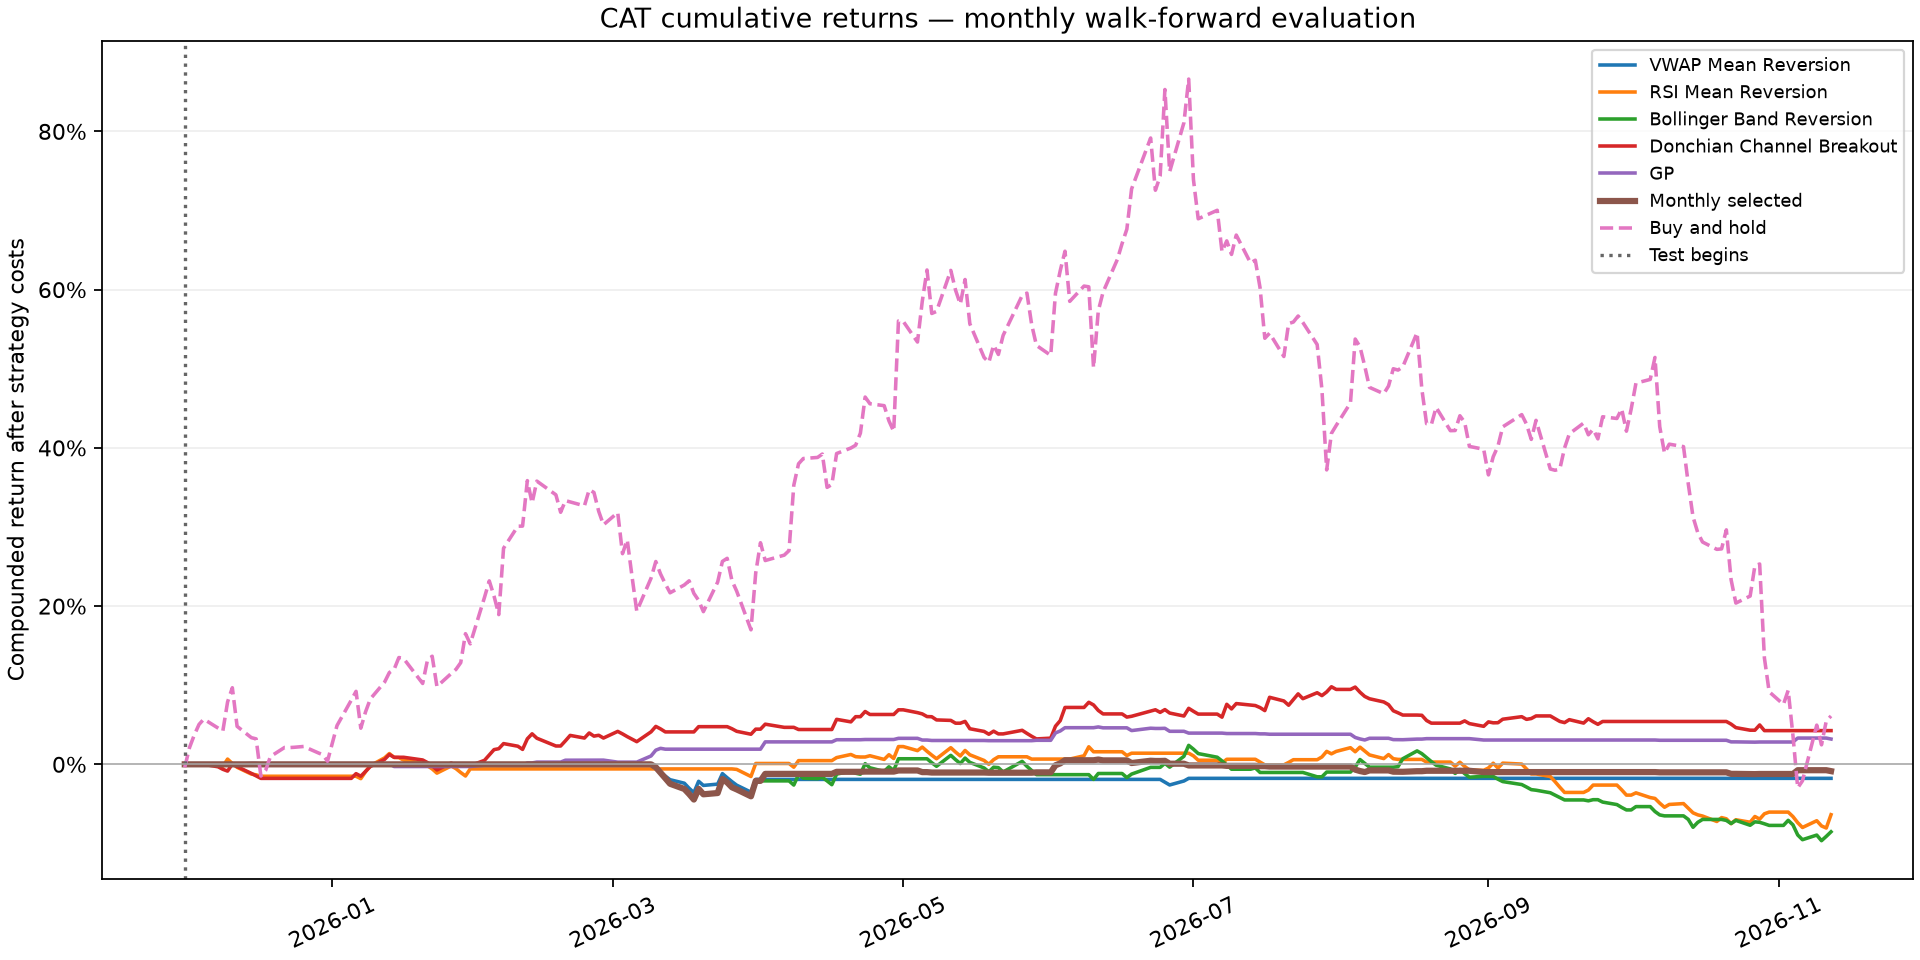 CAT cumulative returns — monthly walk-forward evaluation
Compounded return after strategy costs
80%
60%
40%
20%
0%
2026-01
2026-03
2026-05
2026-07
2026-09
2026-11
VWAP Mean Reversion
RSI Mean Reversion
Bollinger Band Reversion
Donchian Channel Breakout
GP
Monthly selected
Buy and hold
Test begins